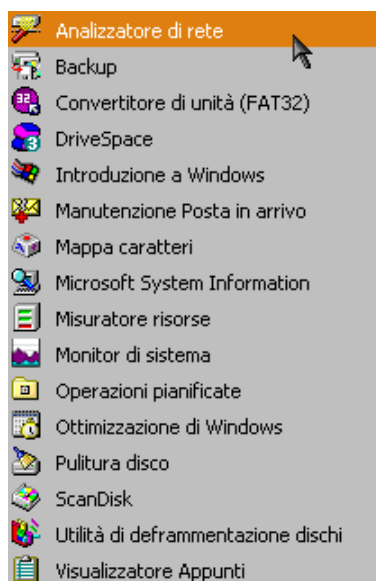 Analizzatore di rete
Backup
Convertitore di unità (FAT32)
DriveSpace
Introduzione a Windows
Manutenzione Posta in arrivo
Mappa caratteri
Microsoft System Information
Misuratore risorse
Monitor di sistema
Operazioni pianificate
Ottimizzazione di Windows
Pulitura disco
ScanDisk
Utilità di deframmentazione dischi
Visualizzatore Appunti